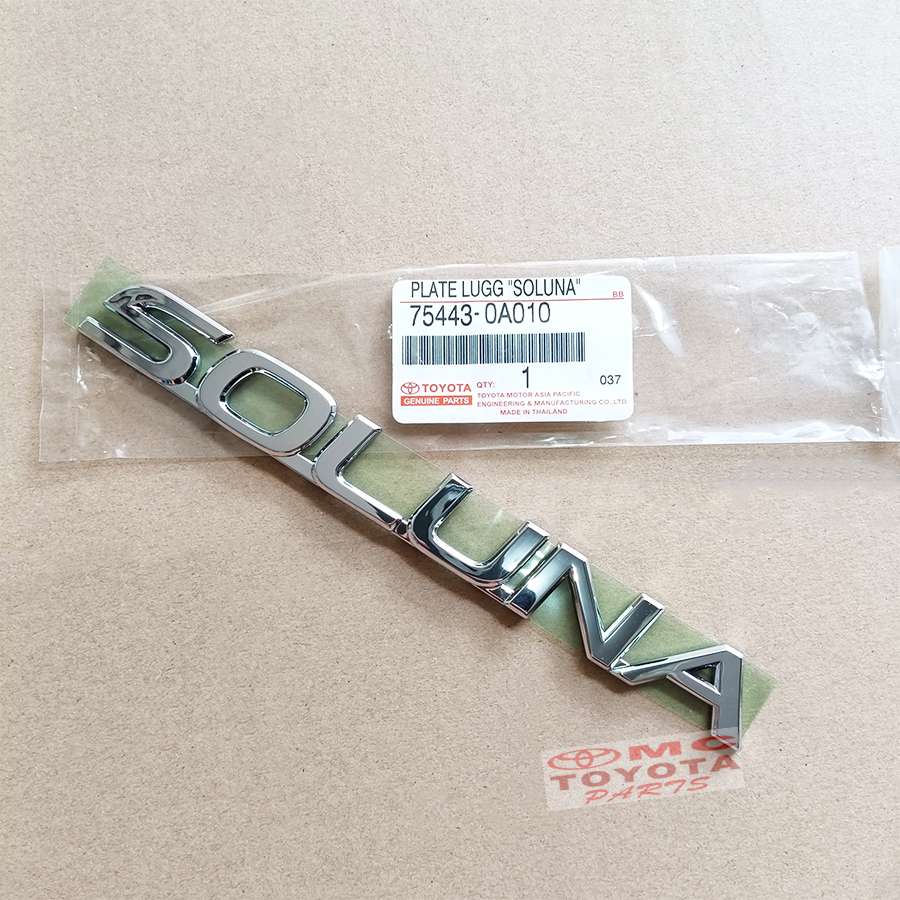 PLATE LUGG "SOLUNA"
BB
75443-0A010
TOYOTA
GENUINE PARTS
QTY: 1
037
TOYOTA MOTOR ASIA PACIFIC
ENGINEERING & MANUFACTURING CO.,LTD.
MADE IN THAILAND
SOLUNA
OMC
TOYOTA
PARTS